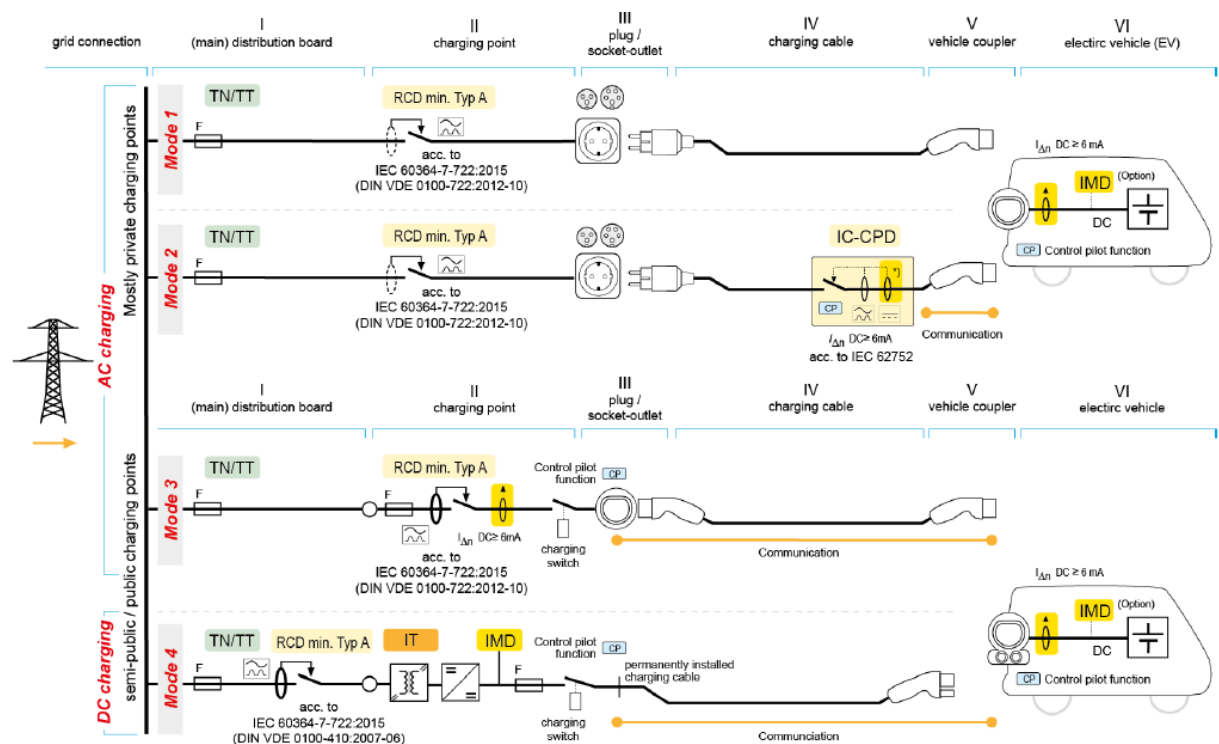 I
II
III
IV
V
VI
grid connection
(main) distribution board
charging point
plug /
socket-outlet
charging cable
vehicle coupler
electirc vehicle (EV)
AC charging
Mostly private charging points
Mode 1
TN/TT
F
RCD min. Typ A
acc. to
IEC 60364-7-722:2015
(DIN VDE 0100-722:2012-10)
I∆n DC ≥ 6 mA
IMD
(Option)
DC
CP
Control pilot function
Mode 2
TN/TT
F
RCD min. Typ A
acc. to
IEC 60364-7-722:2015
(DIN VDE 0100-722:2012-10)
IC-CPD
*)
CP
I∆n DC≥ 6mA
acc. to IEC 62752
Communication
I
II
III
IV
V
VI
(main) distribution board
charging point
plug /
socket-outlet
charging cable
vehicle coupler
electirc vehicle
semi-public / public charging points
Mode 3
TN/TT
F
RCD min. Typ A
F
I∆n DC≥ 6mA
acc. to
IEC 60364-7-722:2015
(DIN VDE 0100-722:2012-10)
Control pilot
function
CP
charging
switch
Communication
DC charging
Mode 4
TN/TT
F
RCD min. Typ A
acc. to
IEC 60364-7-722:2015
(DIN VDE 0100-410:2007-06)
IT
IMD
F
Control pilot
function
CP
charging
switch
permanently installed
charging cable
Communciation
I∆n DC ≥ 6 mA
IMD
(Option)
DC
CP
Control pilot function